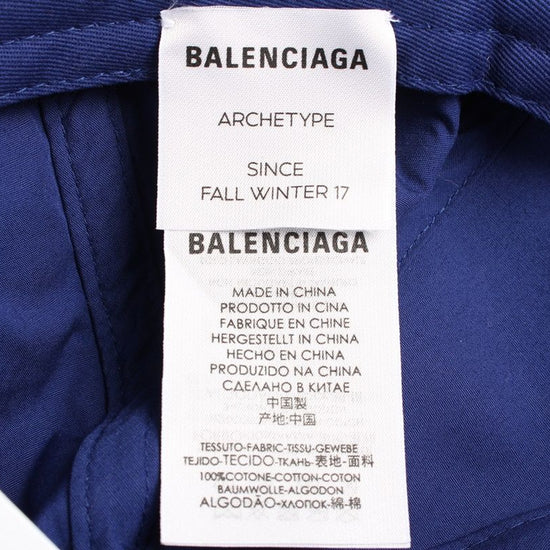 BALENCIAGA
ARCHETYPE
SINCE
FALL WINTER 17
BALENCIAGA
MADE IN CHINA
PRODOTTO IN CINA
FABRIQUE EN CHINE
HERGESTELLT IN CHINA
HECHO EN CHINA
PRODUZIDO NA CHINA
СДЕЛАНО В КИТАЕ
中国製
产地:中国
TESSUTO-FABRIC-TISSU-GEWEBE
TEJIDO-TECIDO-ТКАНЬ-表地-面料
100%COTONE-COTTON-COTON
BAUMWOLLE-ALGODON
ALGODÃO-ХЛОПОК-綿-棉